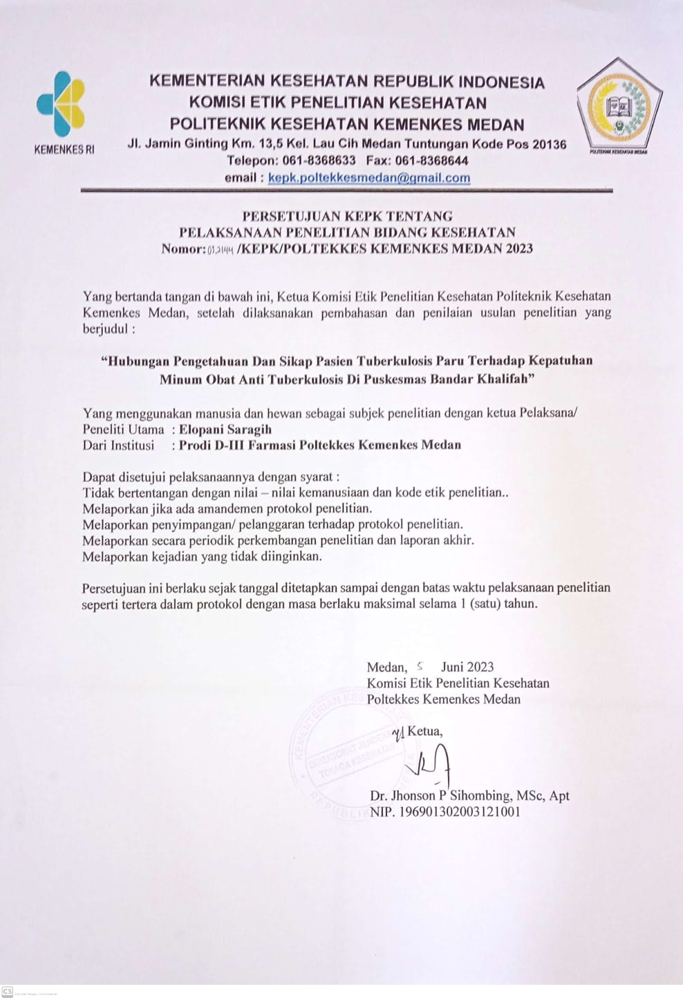 KEMENTERIAN KESEHATAN REPUBLIK INDONESIA
KOMISI ETIK PENELITIAN KESEHATAN
POLITEKNIK KESEHATAN KEMENKES MEDAN
Jl. Jamin Ginting Km. 13,5 Kel. Lau Cih Medan Tuntungan Kode Pos 20136
Telepon: 061-8368633 Fax: 061-8368644
email : kepk.poltekkesmedan@gmail.com
KEMENKES RI
POLITEKNIK KESEHATAN MEDAN
PERSETUJUAN KEPK TENTANG
PELAKSANAAN PENELITIAN BIDANG KESEHATAN
Nomor: 01.2144 /KEPK/POLTEKKES KEMENKES MEDAN 2023
Yang bertanda tangan di bawah ini, Ketua Komisi Etik Penelitian Kesehatan Politeknik Kesehatan
Kemenkes Medan, setelah dilaksanakan pembahasan dan penilaian usulan penelitian yang
berjudul :
“Hubungan Pengetahuan Dan Sikap Pasien Tuberkulosis Paru Terhadap Kepatuhan
Minum Obat Anti Tuberkulosis Di Puskesmas Bandar Khalifah”
Yang menggunakan manusia dan hewan sebagai subjek penelitian dengan ketua Pelaksana/
Peneliti Utama : Elopani Saragih
Dari Institusi : Prodi D-III Farmasi Poltekkes Kemenkes Medan
Dapat disetujui pelaksanaannya dengan syarat :
Tidak bertentangan dengan nilai – nilai kemanusiaan dan kode etik penelitian..
Melaporkan jika ada amandemen protokol penelitian.
Melaporkan penyimpangan/ pelanggaran terhadap protokol penelitian.
Melaporkan secara periodik perkembangan penelitian dan laporan akhir.
Melaporkan kejadian yang tidak diinginkan.
Persetujuan ini berlaku sejak tanggal ditetapkan sampai dengan batas waktu pelaksanaan penelitian
seperti tertera dalam protokol dengan masa berlaku maksimal selama 1 (satu) tahun.
Medan, 5 Juni 2023
Komisi Etik Penelitian Kesehatan
Poltekkes Kemenkes Medan
Ketua,
KEMENTERIAN KESEHATAN
DIREKTORAT JENDERAL
TENAGA KESEHATAN
REPUBLIK INDONESIA
Dr. Jhonson P Sihombing, MSc, Apt
NIP. 196901302003121001
CS